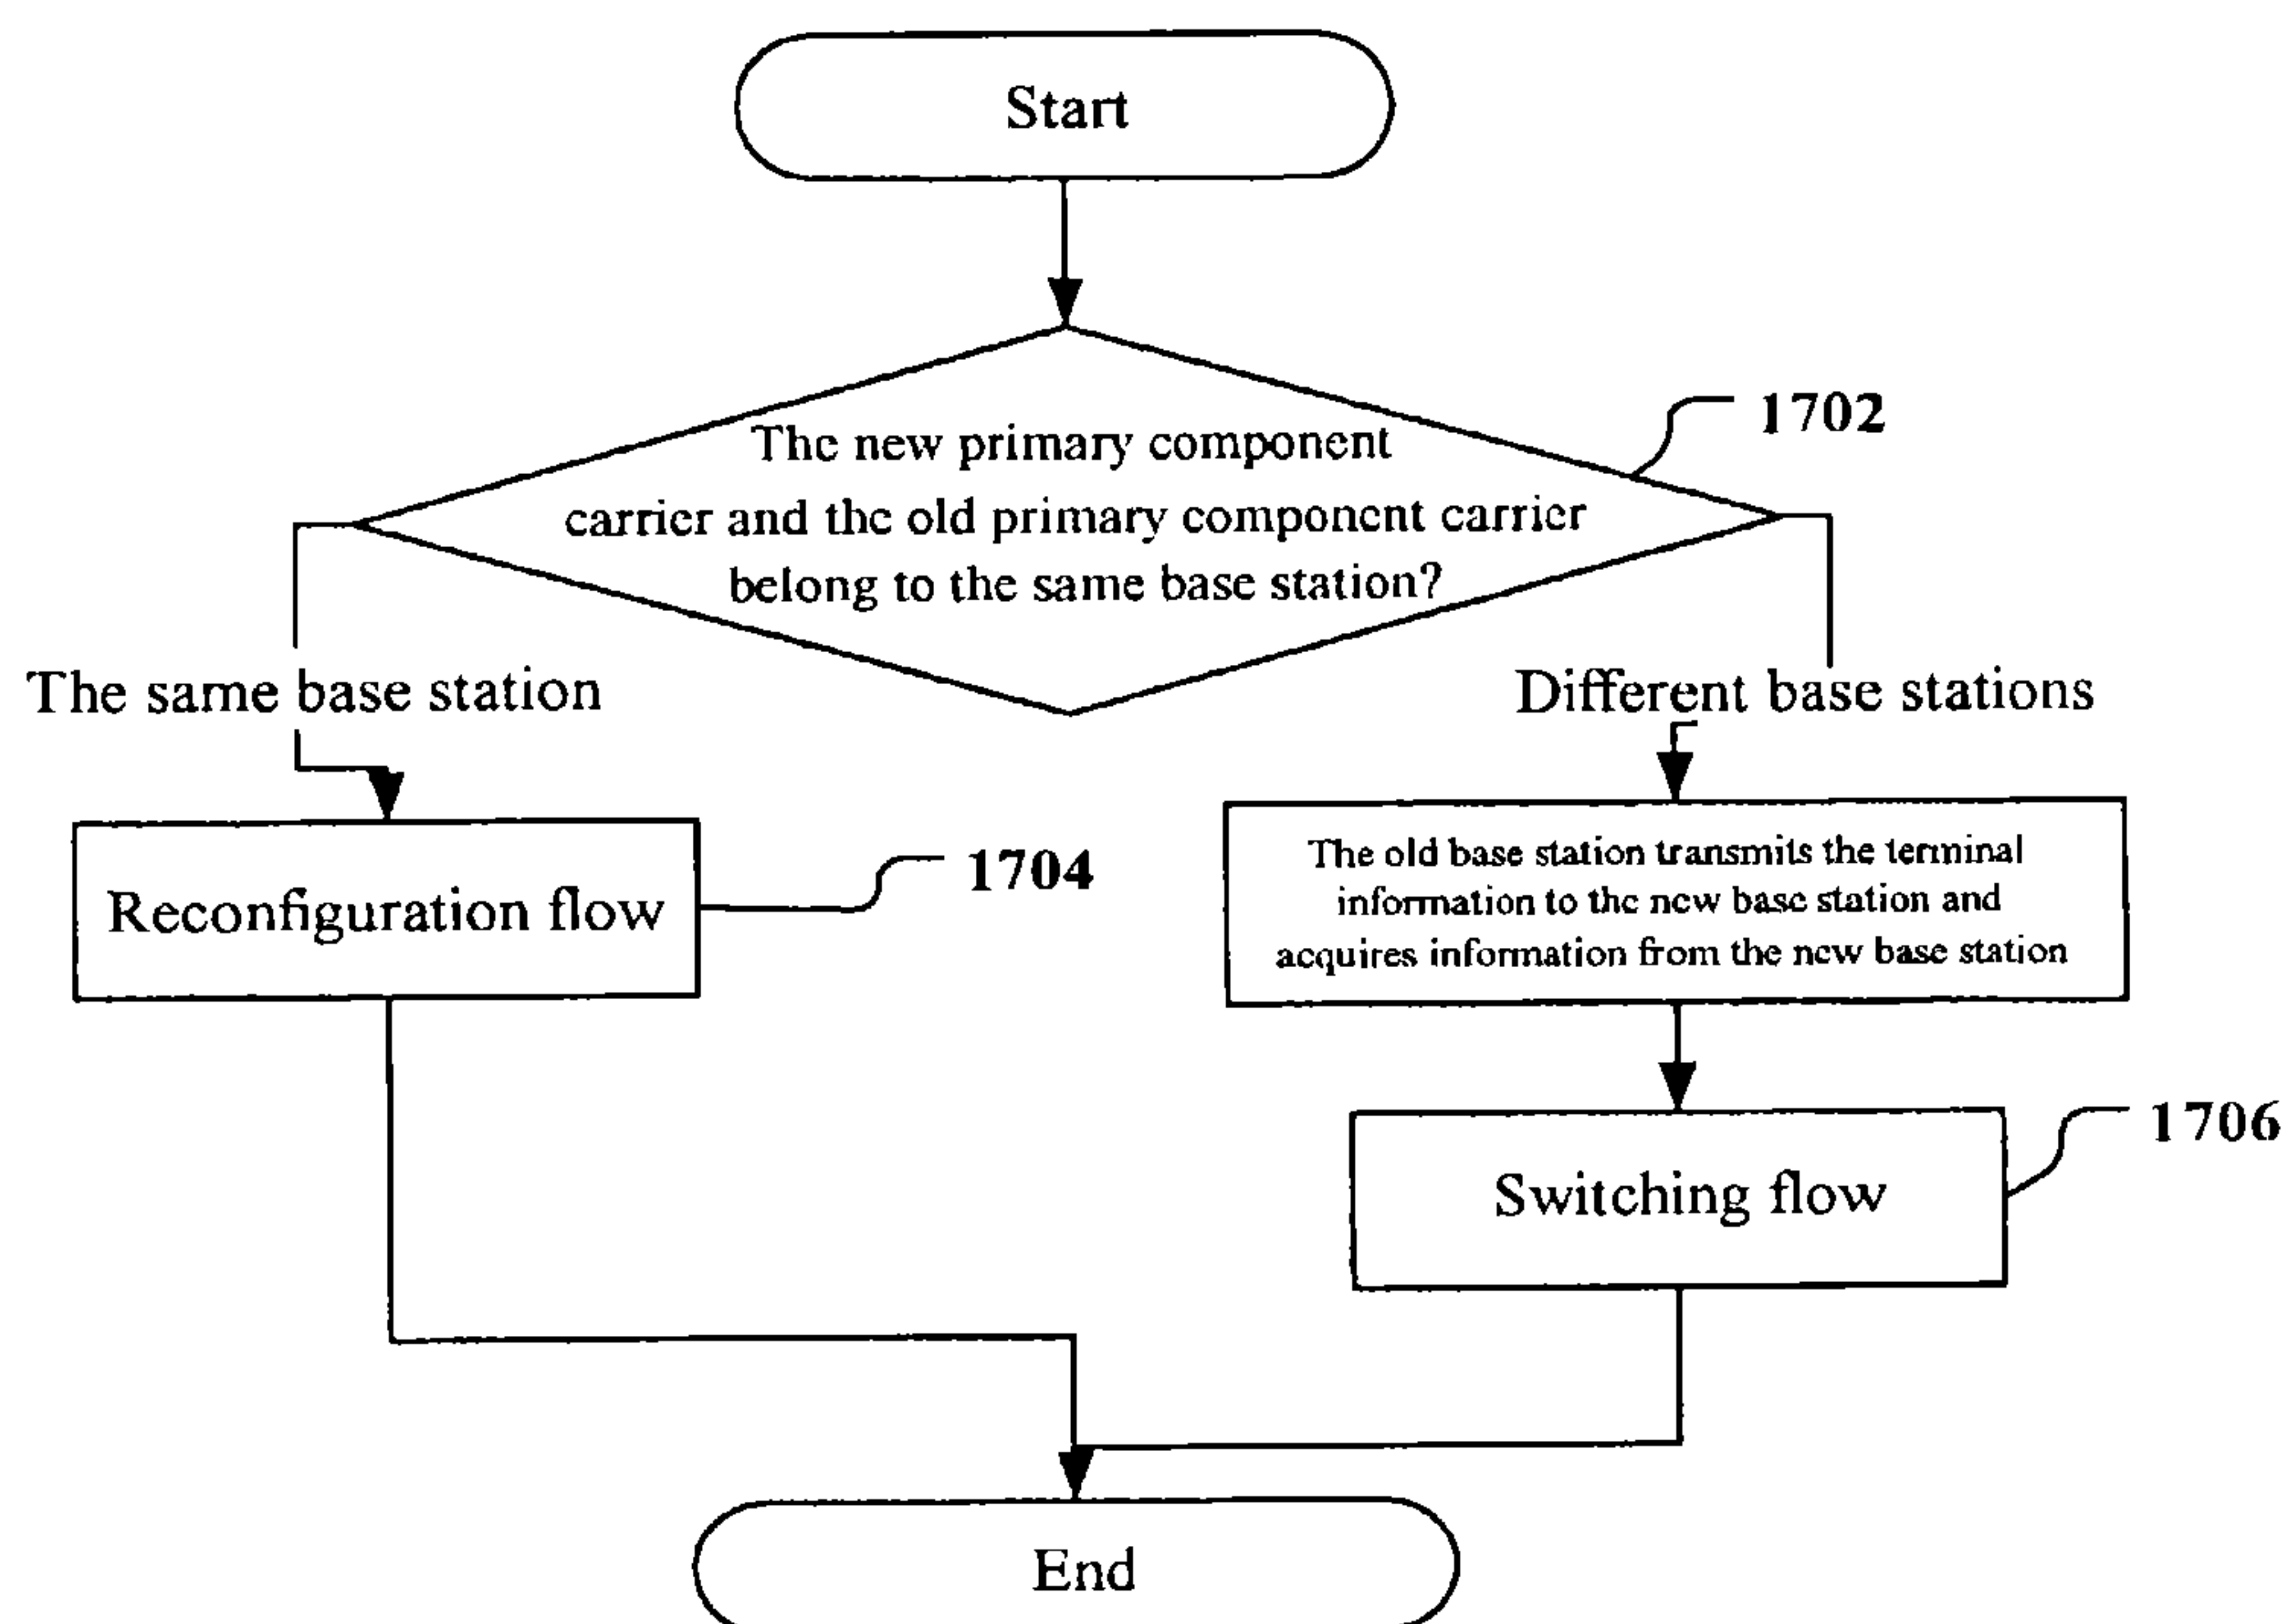 Start
The new primary component
carrier and the old primary component carrier
belong to the same base station?
1702
The same base station
Different base stations
Reconfiguration flow
1704
The old base station transmits the terminal
information to the new base station and
acquires information from the new base station
Switching flow
1706
End